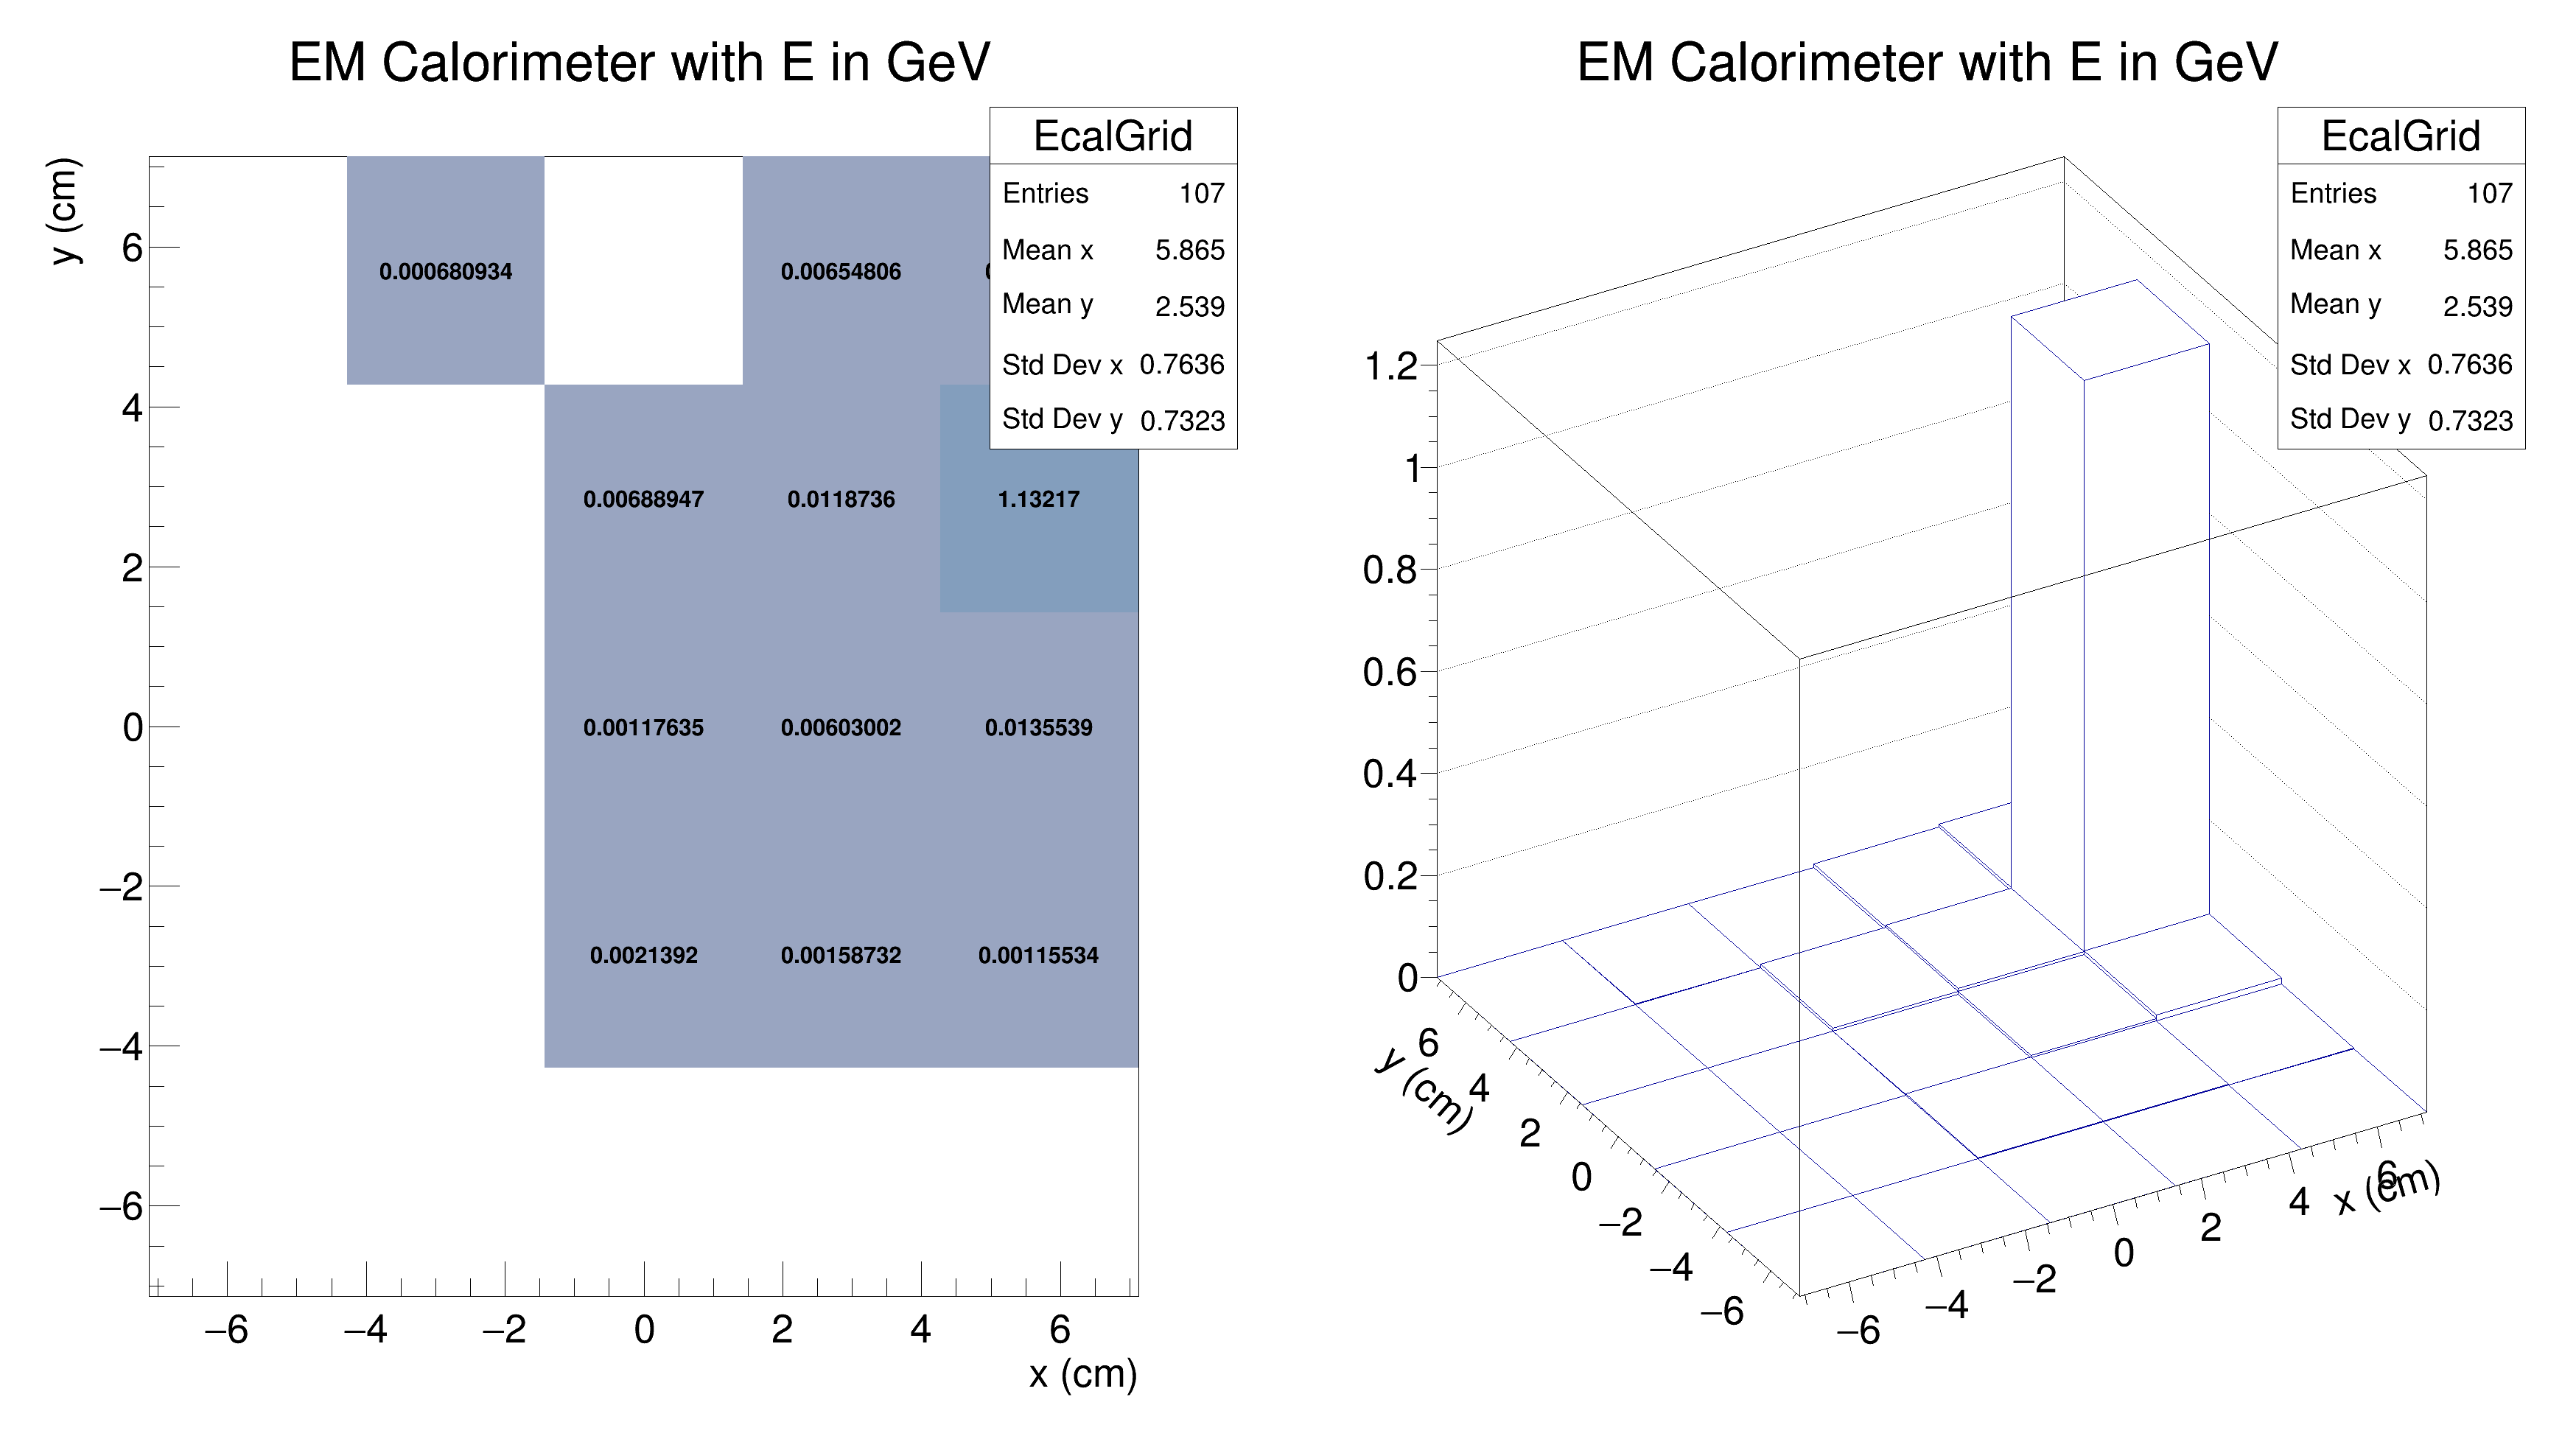 EM Calorimeter with E in GeV
EcalGrid
Entries 107
Mean x 5.865
Mean y 2.539
Std Dev x 0.7636
Std Dev y 0.7323
y (cm)
6
4
2
0
−2
−4
−6
0.000680934 0.00654806
0.00688947 0.0118736 1.13217
0.00117635 0.00603002 0.0135539
0.0021392 0.00158732 0.00115534
−6 −4 −2 0 2 4 6
x (cm)
EM Calorimeter with E in GeV
EcalGrid
Entries 107
Mean x 5.865
Mean y 2.539
Std Dev x 0.7636
Std Dev y 0.7323
1.2
1
0.8
0.6
0.4
0.2
0
6
4
2
0
−2
−4
−6
y (cm)
−6
−4
−2
0
2
4
6
x (cm)